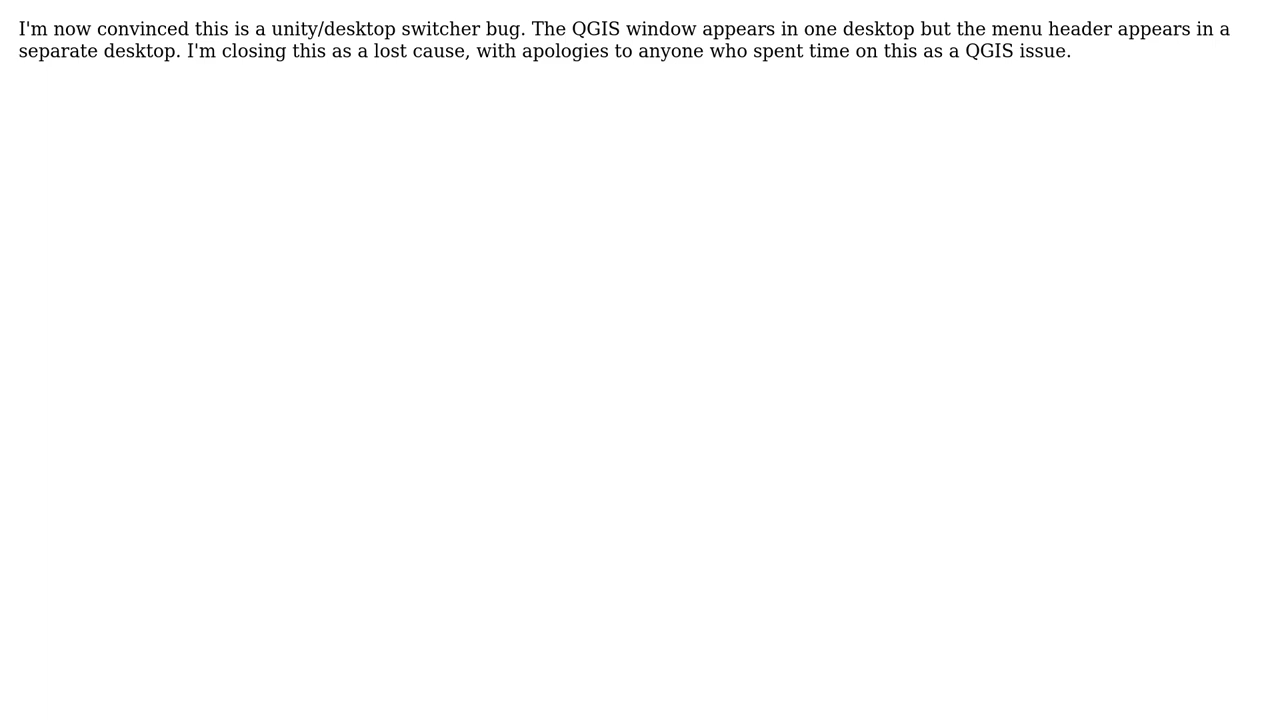 I'm now convinced this is a unity/desktop switcher bug. The QGIS window appears in one desktop but the menu header appears in a
separate desktop. I'm closing this as a lost cause, with apologies to anyone who spent time on this as a QGIS issue.